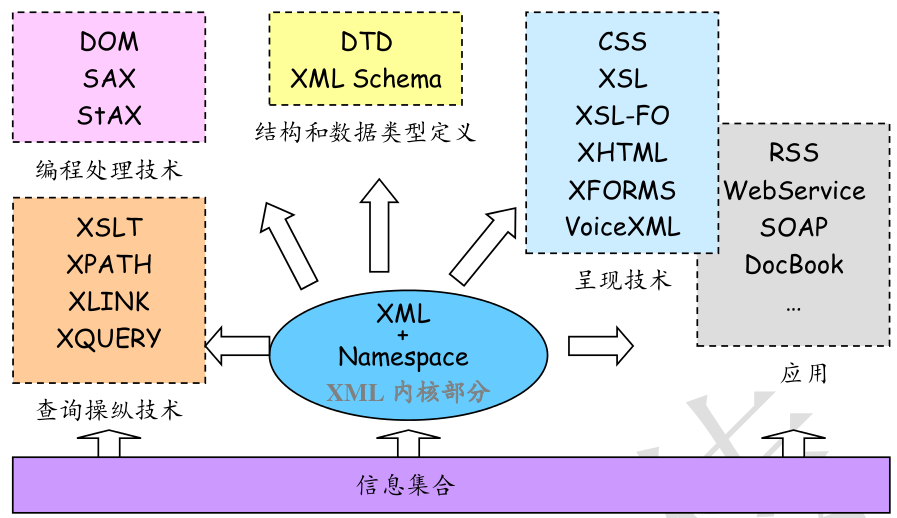 DOM
SAX
StAX
编程处理技术
DTD
XML Schema
结构和数据类型定义
CSS
XSL
XSL-FO
XHTML
XFORMS
VoiceXML
呈现技术
RSS
WebService
SOAP
DocBook
…
应用
XSLT
XPATH
XLINK
XQUERY
查询操纵技术
XML
+
Namespace
XML 内核部分
信息集合